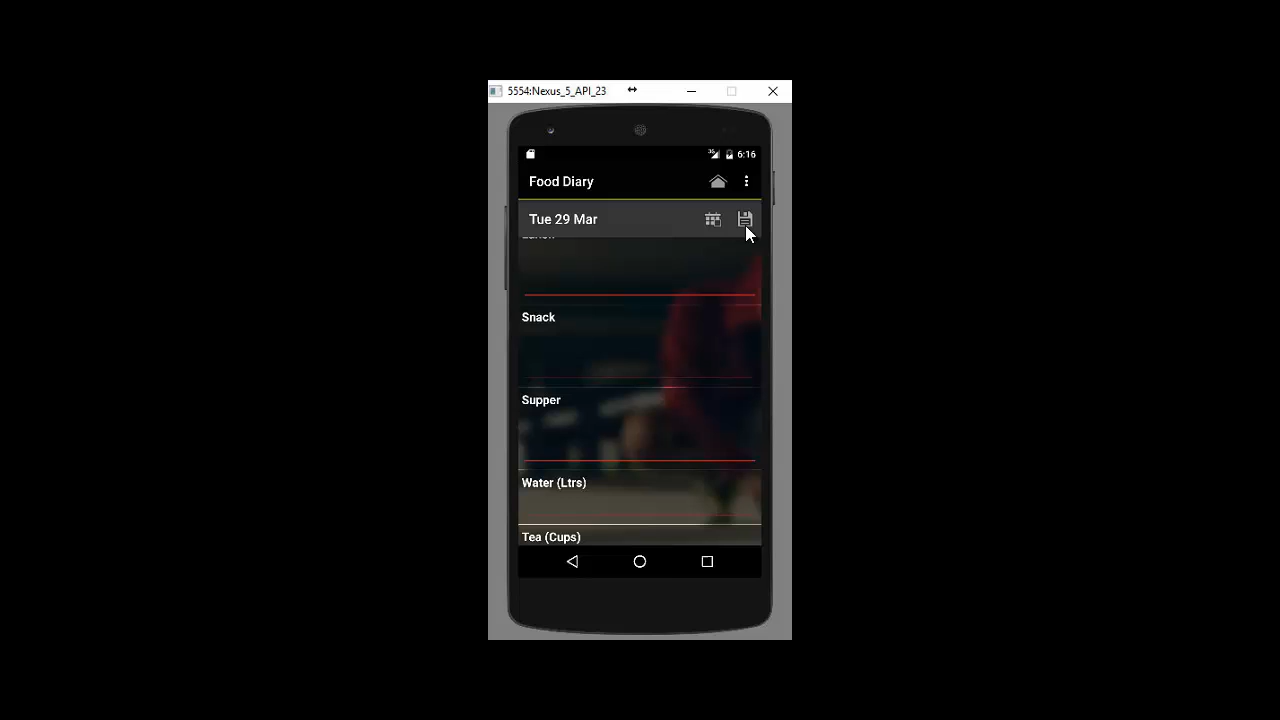 5554:Nexus_5_API_23
6:16
Food Diary
Tue 29 Mar
Snack
Supper
Water (Ltrs)
Tea (Cups)